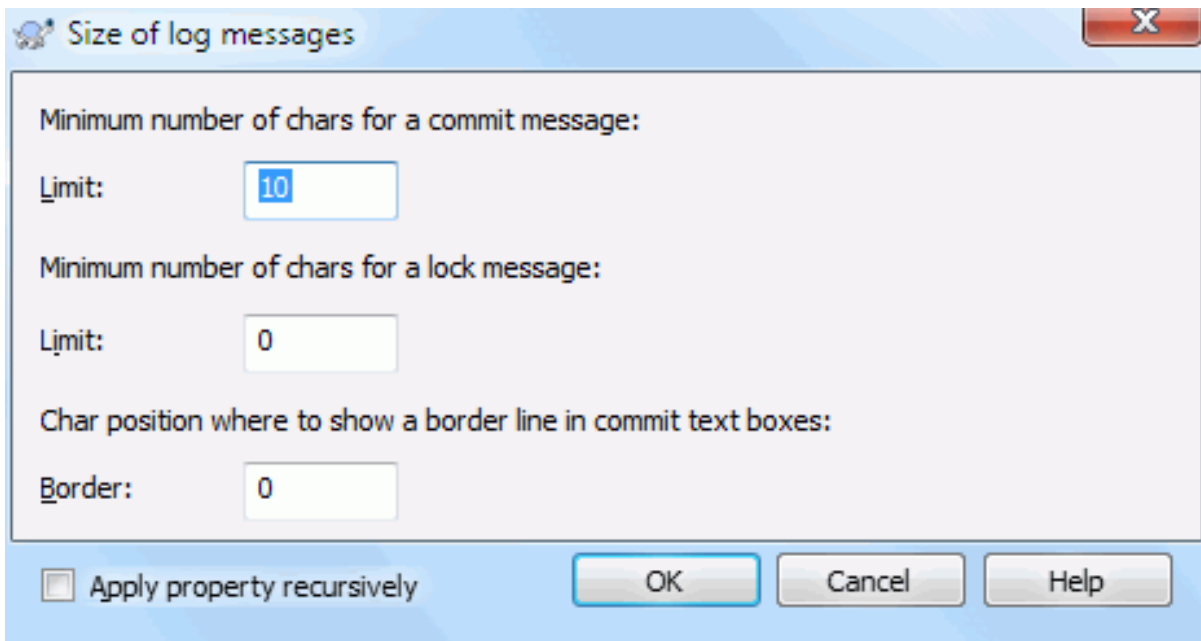 Size of log messages
Minimum number of chars for a commit message:
Limit: 10
Minimum number of chars for a lock message:
Limit: 0
Char position where to show a border line in commit text boxes:
Border: 0
Apply property recursively OK Cancel Help